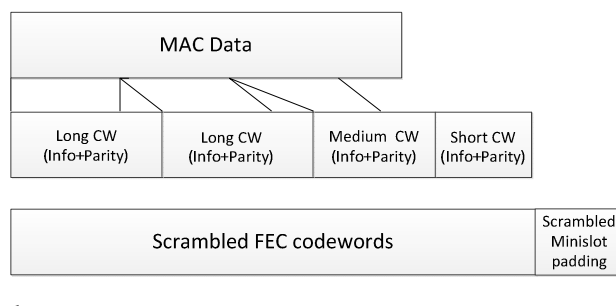 MAC Data
Long CW
(Info+Parity)
Long CW
(Info+Parity)
Medium CW
(Info+Parity)
Short CW
(Info+Parity)
Scrambled FEC codewords
Scrambled
Minislot
padding